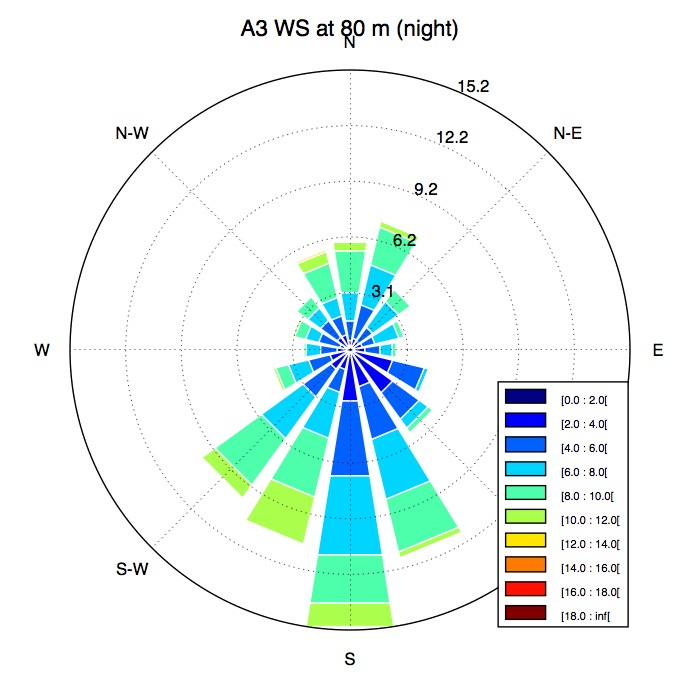 A3 WS at 80 m (night)
N
15.2
N-W
12.2
N-E
9.2
6.2
3.1
W
E
[0.0 : 2.0[
[2.0 : 4.0[
[4.0 : 6.0[
[6.0 : 8.0[
[8.0 : 10.0[
[10.0 : 12.0[
[12.0 : 14.0[
[14.0 : 16.0[
[16.0 : 18.0[
[18.0 : inf[
S-W
S